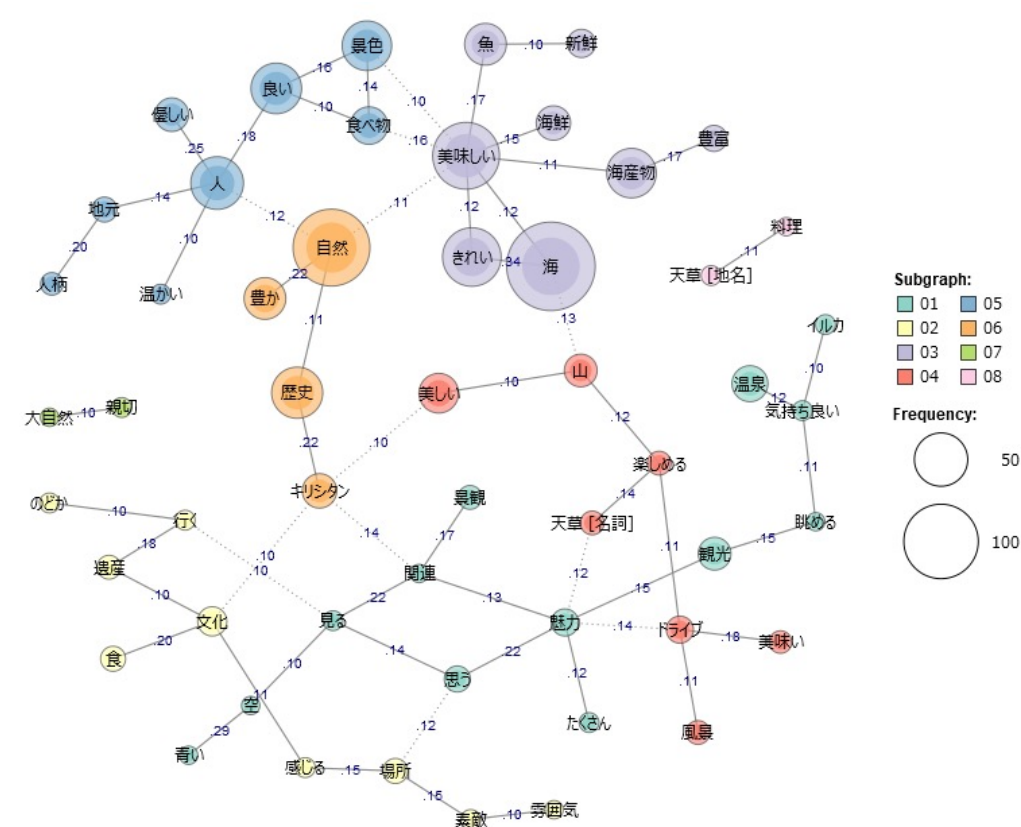 景色
魚
.10
新鮮
.16
良い
.14
.10
.10
食べ物
.17
海鮮
優しい
.18
.16
.15
豊富
.25
美味しい
.17
.11
海産物
人
.14
地元
.12
.11
.12
.12
料理
.10
自然
.11
.20
.22
きれい
.34
海
天草 [地名]
人柄
温かい
豊か
Subgraph:
01 05
02 06
03 07
04 08
.11
.13
イルカ
山
.10
歴史
美しい
.10
温泉
.12
気持ち良い
大自然
.10
親切
.12
Frequency:
50
100
.22
.10
.11
楽しめる
のどか
キリシタン
.14
.10
行く
景観
天草 [名詞]
眺める
.18
.14
.17
.11
.15
観光
遺産
.10
.10
関連
.12
.15
.10
.22
.13
文化
見る
魅力
.14
ドライブ
.18
美味い
.20
食
.14
.22
.10
思う
.12
.11
.11
空
.29
.12
たくさん
風景
青い
感じる
.15
場所
.15
素敵
.10
雰囲気